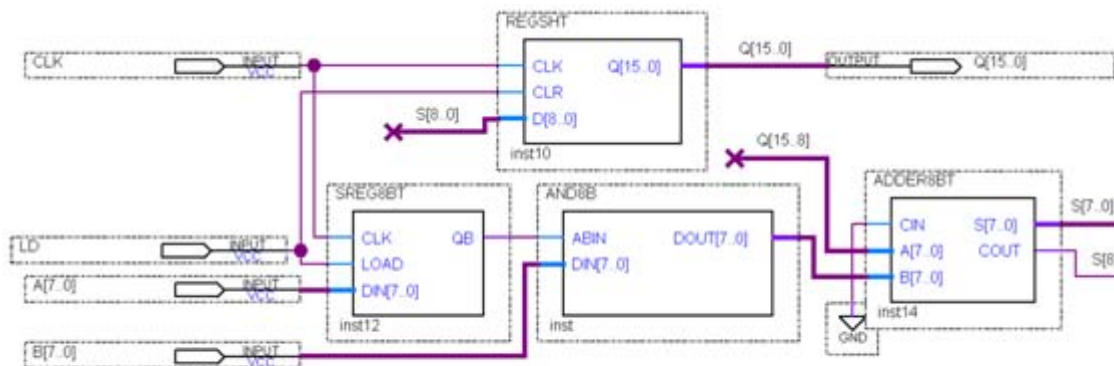 REGSHT
CLK INPUT VCC
CLK Q[15..0]
Q[15..0]
OUTPUT Q[15..0]
CLR
S[8..0]
D[8..0]
inst10
Q[15..8]
SREG8BT
AND8B
ADDER8BT
LD INPUT VCC
CLK QB
LOAD
DIN[7..0]
inst12
ABIN DOUT[7..0]
DIN[7..0]
inst
CIN S[7..0]
A[7..0] COUT
B[7..0]
inst14
S[7..0]
S[8
A[7..0] INPUT VCC
B[7..0] INPUT VCC
GND